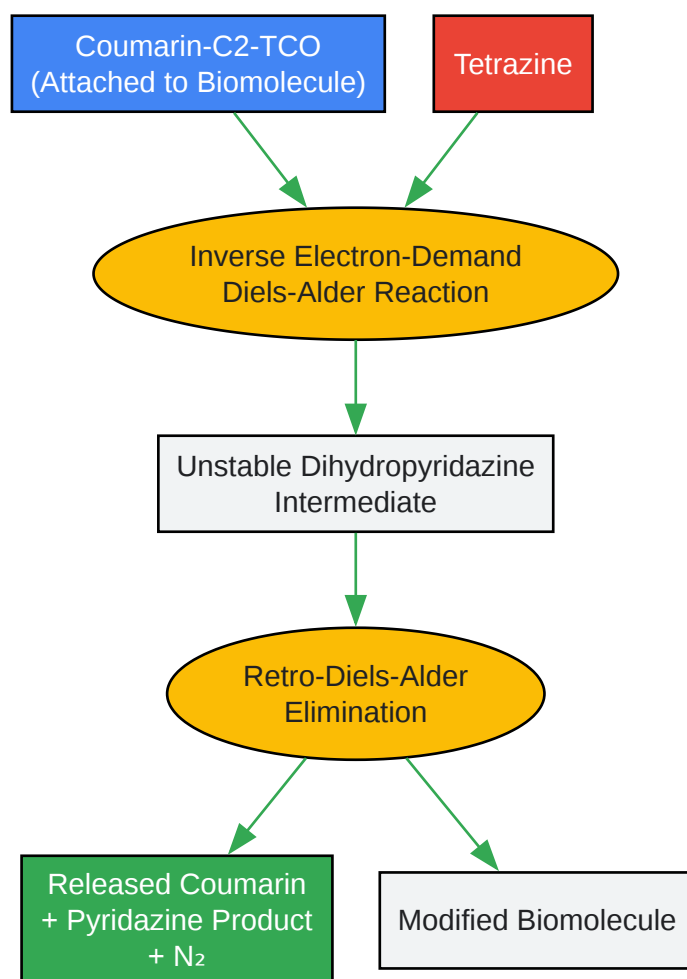 Coumarin-C2-TCO
(Attached to Biomolecule)
Tetrazine
Inverse Electron-Demand
Diels-Alder Reaction
Unstable Dihydropyridazine
Intermediate
Retro-Diels-Alder
Elimination
Released Coumarin
+ Pyridazine Product
+ N₂
Modified Biomolecule